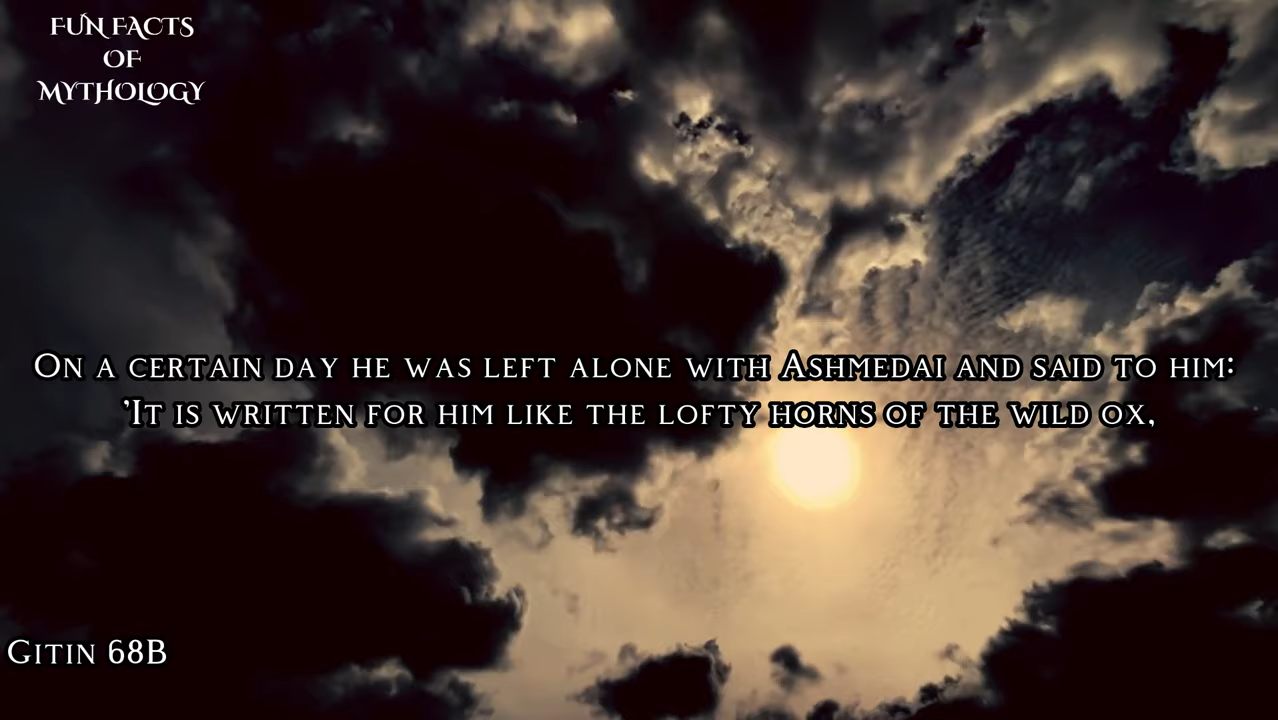 FUN FACTS
OF
MYTHOLOGY
On a certain day he was left alone with Ashmedai and said to him:
'It is written for him like the lofty horns of the wild ox,
Gitin 68B